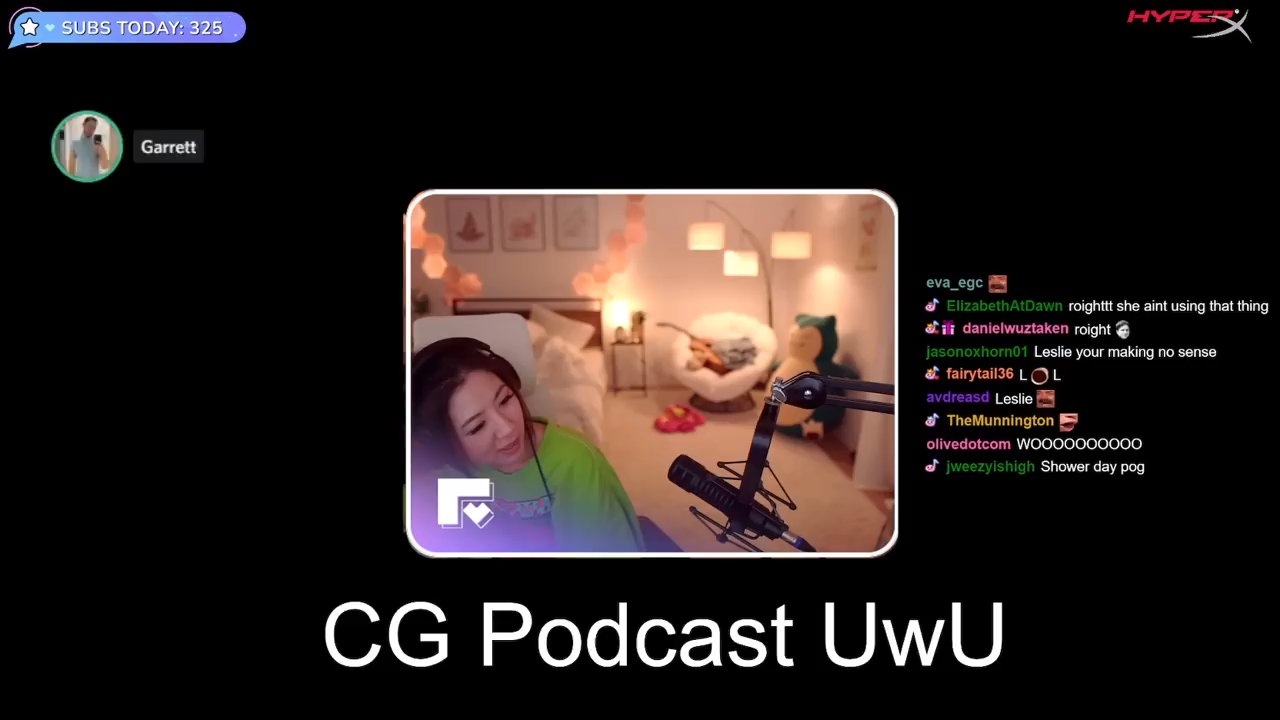 SUBS TODAY: 325
HYPERX
Garrett
eva_egc
ElizabethAtDawn roighttt she aint using that thing
danielwuztaken roight
jasonoxhorn01 Leslie your making no sense
fairytail36 L L
avdreasd Leslie
TheMunnington
olivedotcom WOOOOOOOOOO
jweezyishigh Shower day pog
CG Podcast UwU